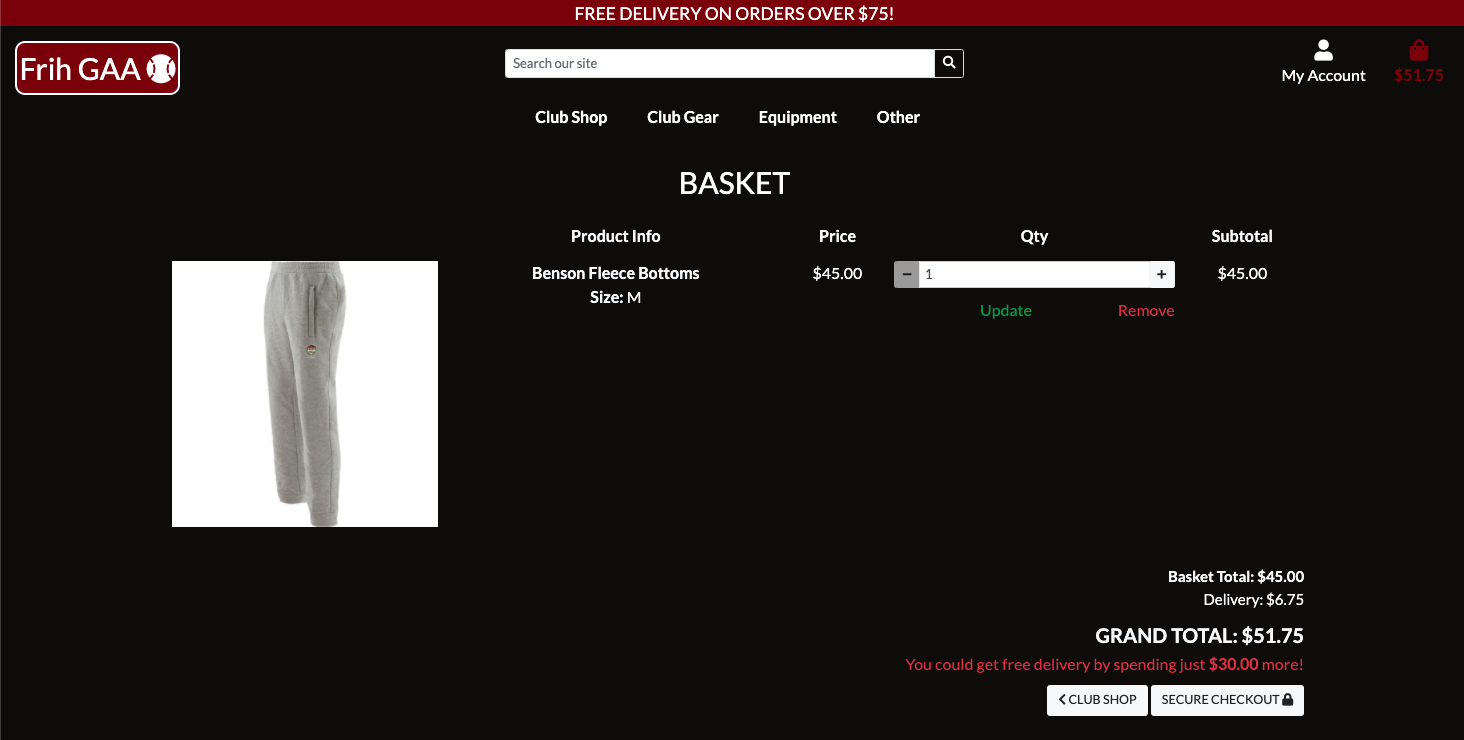 FREE DELIVERY ON ORDERS OVER $75!
Frih GAA
Search our site
My Account
$51.75
Club Shop Club Gear Equipment Other
BASKET
Product Info Price Qty Subtotal
Benson Fleece Bottoms $45.00 − 1 + $45.00
Size: M
Update Remove
Basket Total: $45.00
Delivery: $6.75
GRAND TOTAL: $51.75
You could get free delivery by spending just $30.00 more!
CLUB SHOP SECURE CHECKOUT